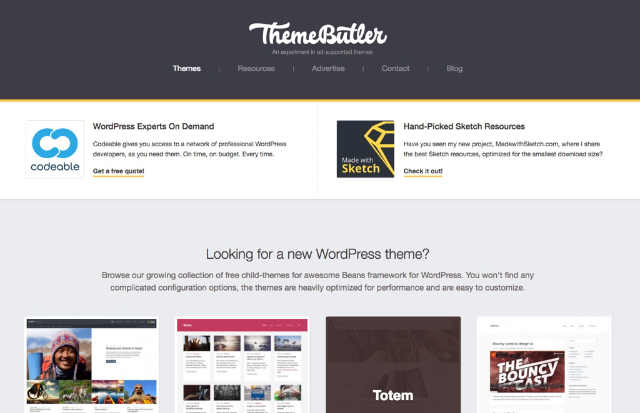 ThemeButler
An experiment in ad-supported themes
Themes | Resources | Advertise | Contact | Blog
codeable
WordPress Experts On Demand
Codeable gives you access to a network of professional WordPress
developers, as you need them. On time, on budget. Every time.
Get a free quote!
Made with
Sketch
Hand-Picked Sketch Resources
Have you seen my new project, MadewithSketch.com, where I share
the best Sketch resources, optimized for the smallest download size?
Check it out!
Looking for a new WordPress theme?
Browse our growing collection of free child-themes for awesome Beans framework for WordPress. You won't find any
complicated configuration options, the themes are heavily optimized for performance and are easy to customize.
Totem
Bouncy tunes to design to
THE BOUNCY
CAST